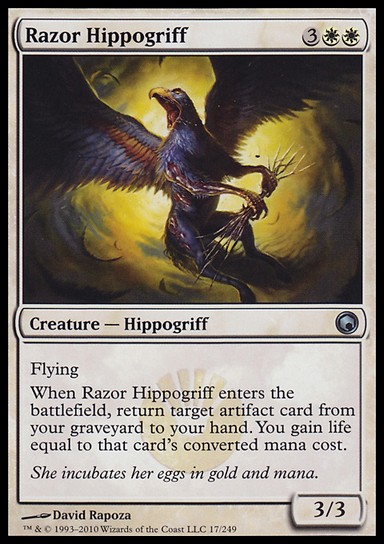 Razor Hippogriff 3
Creature — Hippogriff
Flying
When Razor Hippogriff enters the
battlefield, return target artifact card from
your graveyard to your hand. You gain life
equal to that card's converted mana cost.
She incubates her eggs in gold and mana.
3/3
David Rapoza
™ & © 1993–2010 Wizards of the Coast LLC 17/249